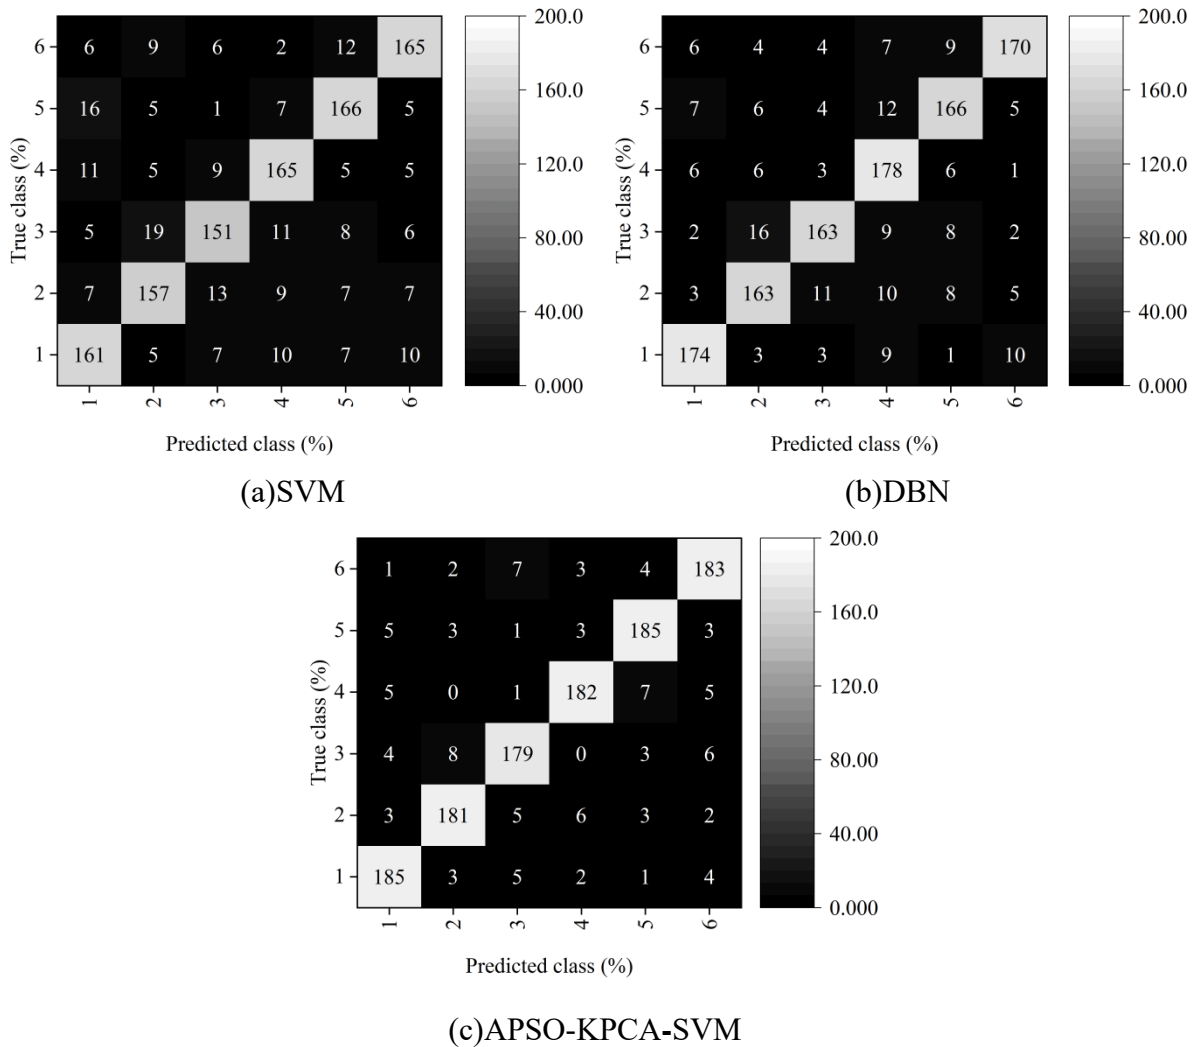 200.0
6 6 9 6 2 12 165
160.0
5 16 5 1 7 166 5
120.0
4 11 5 9 165 5 5
True class (%)
3 5 19 151 11 8 6
80.00
2 7 157 13 9 7 7
40.00
1 161 5 7 10 7 10
0.000
1 2 3 4 5 6
Predicted class (%)
(a)SVM
200.0
6 6 4 4 7 9 170
160.0
5 7 6 4 12 166 5
120.0
4 6 6 3 178 6 1
True class (%)
3 2 16 163 9 8 2
80.00
2 3 163 11 10 8 5
40.00
1 174 3 3 9 1 10
0.000
1 2 3 4 5 6
Predicted class (%)
(b)DBN
200.0
6 1 2 7 3 4 183
160.0
5 5 3 1 3 185 3
120.0
4 5 0 1 182 7 5
True class (%)
3 4 8 179 0 3 6
80.00
2 3 181 5 6 3 2
40.00
1 185 3 5 2 1 4
0.000
1 2 3 4 5 6
Predicted class (%)
(c)APSO-KPCA-SVM